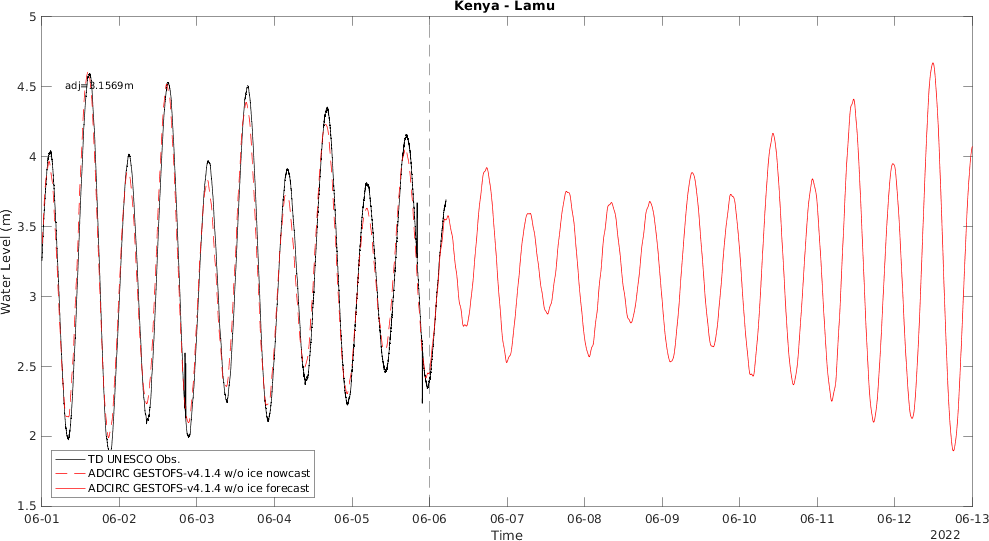 Kenya - Lamu
5
4.5
4
3.5
3
2.5
2
1.5
Water Level (m)
adj=3.1569m
TD UNESCO Obs.
ADCIRC GESTOFS-v4.1.4 w/o ice nowcast
ADCIRC GESTOFS-v4.1.4 w/o ice forecast
06-01 06-02 06-03 06-04 06-05 06-06 06-07 06-08 06-09 06-10 06-11 06-12 06-13
Time
2022